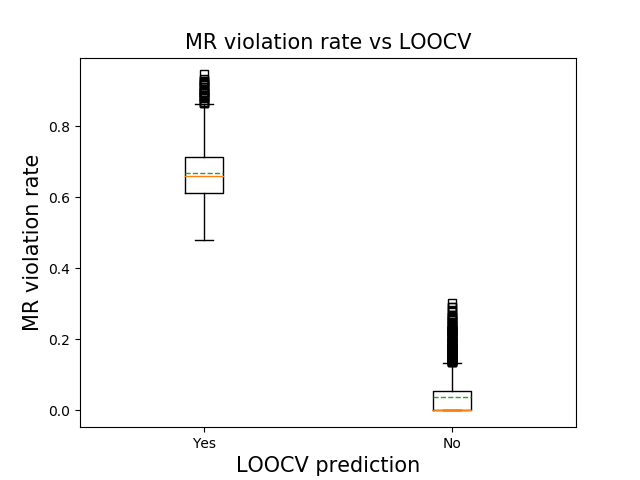 MR violation rate vs LOOCV
MR violation rate
0.8
0.6
0.4
0.2
0.0
Yes
No
LOOCV prediction